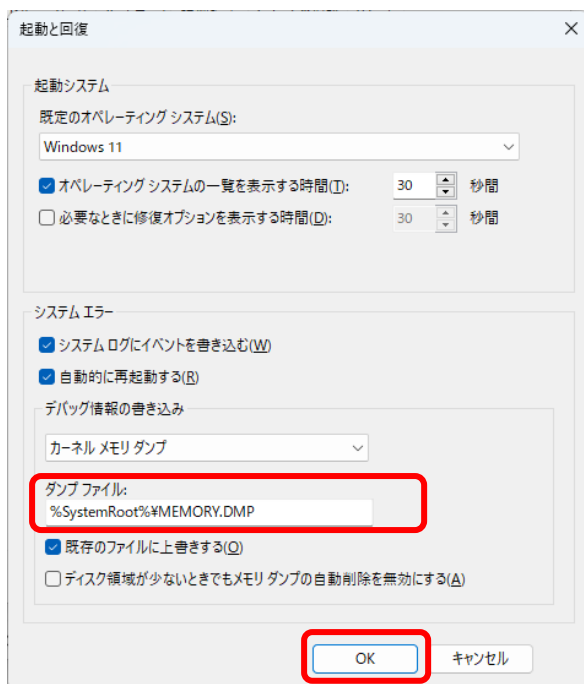 起動と回復
起動システム
既定のオペレーティング システム(S):
Windows 11
オペレーティング システムの一覧を表示する時間(T): 30 秒間
必要なときに修復オプションを表示する時間(D): 30 秒間
システム エラー
システム ログにイベントを書き込む(W)
自動的に再起動する(R)
デバッグ情報の書き込み
カーネル メモリ ダンプ
ダンプ ファイル:
%SystemRoot%¥MEMORY.DMP
既存のファイルに上書きする(O)
ディスク領域が少ないときでもメモリ ダンプの自動削除を無効にする(A)
OK キャンセル